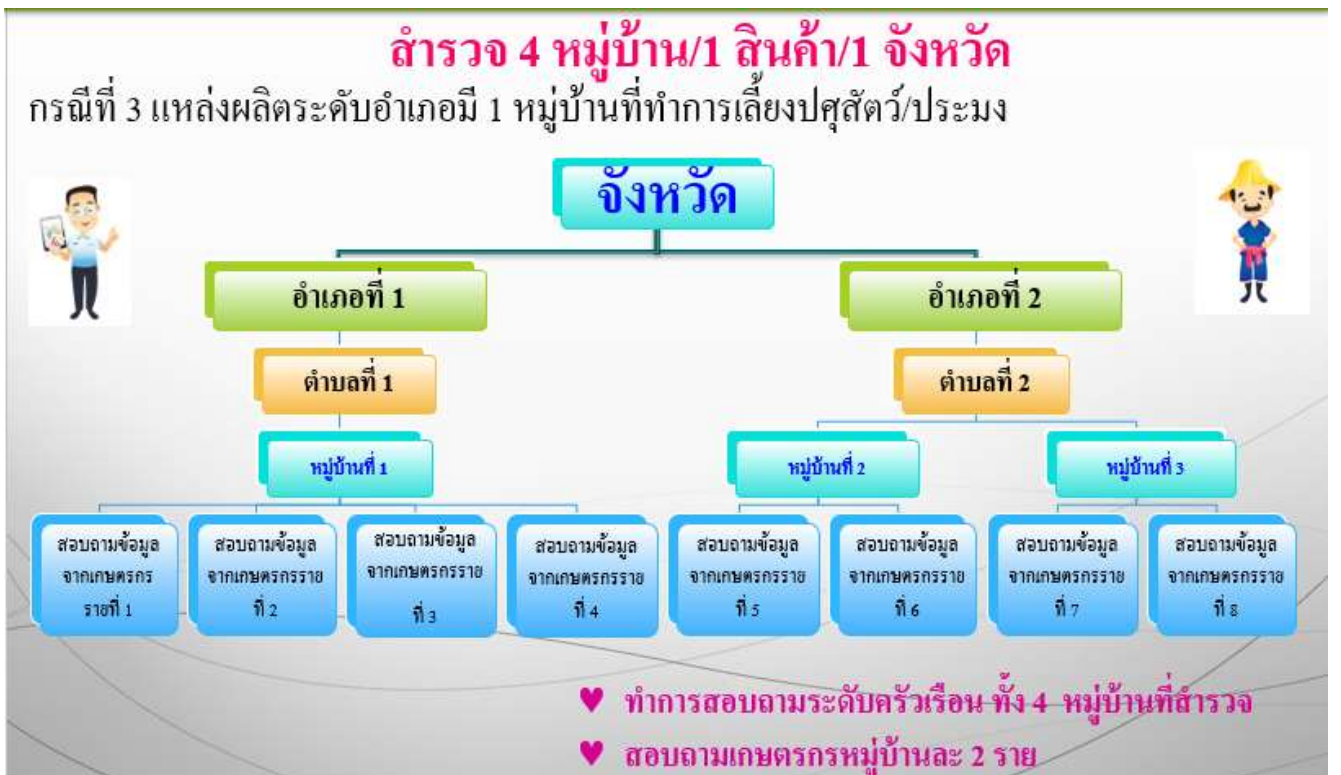 สำรวจ 4 หมู่บ้าน/1 สินค้า/1 จังหวัด
กรณีที่ 3 แหล่งผลิตระดับอำเภอมี 1 หมู่บ้านที่ทำการเลี้ยงปศุสัตว์/ประมง
จังหวัด
อำเภอที่ 1
อำเภอที่ 2
ตำบลที่ 1
ตำบลที่ 2
หมู่บ้านที่ 1
หมู่บ้านที่ 2
หมู่บ้านที่ 3
สอบถามข้อมูล
จากเกษตรกร
รายที่ 1
สอบถามข้อมูล
จากเกษตรกรราย
ที่ 2
สอบถามข้อมูล
จากเกษตรกรราย
ที่ 3
สอบถามข้อมูล
จากเกษตรกรราย
ที่ 4
สอบถามข้อมูล
จากเกษตรกรราย
ที่ 5
สอบถามข้อมูล
จากเกษตรกรราย
ที่ 6
สอบถามข้อมูล
จากเกษตรกรราย
ที่ 7
สอบถามข้อมูล
จากเกษตรกรราย
ที่ 8
♥ ทำการสอบถามระดับครัวเรือน ทั้ง 4 หมู่บ้านที่สำรวจ
♥ สอบถามเกษตรกรหมู่บ้านละ 2 ราย